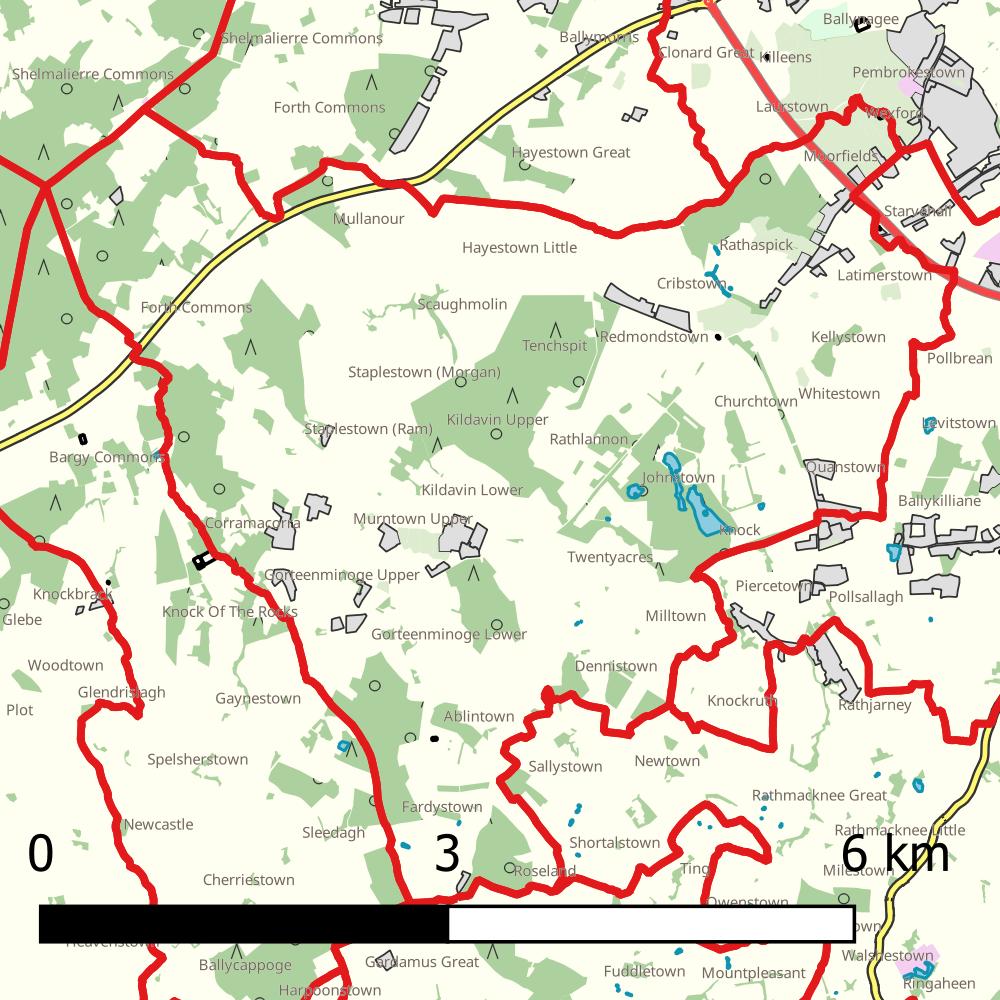 Ballynagee
Ballymorris
Shelmalierre Commons
Clonard Great
Killeens
Shelmalierre Commons
Pembrokestown
Forth Commons
Laurstown
Wexford
Hayestown Great
Moorfields
Mullanour
Starvehall
Hayestown Little
Rathaspick
Latimerstown
Cribstown
Forth Commons
Scaughmolin
Redmondstown
Kellystown
Tenchspit
Pollbrean
Staplestown (Morgan)
Whitestown
Churchtown
Kildavin Upper
Levitstown
Staplestown (Ram)
Rathlannon
Bargy Commons
Quanstown
Johnstown
Kildavin Lower
Ballykilliane
Corramacorra
Murntown Upper
Knock
Twentyacres
Gorteenminoge Upper
Piercetown
Knockbrack
Pollsallagh
Glebe
Knock Of The Rocks
Milltown
Gorteenminoge Lower
Woodtown
Dennistown
Glendrishagh
Gaynestown
Knockruth
Rathjarney
Plot
Ablintown
Spelsherstown
Sallystown
Newtown
Rathmacknee Great
Fardystown
Newcastle
Sleedagh
Rathmacknee Little
Shortalstown
0 3 6 km
Roseland
Ting
Milestown
Cherriestown
Owenstown
own
Heavenstown
Walshestown
Ballycappoge
Gardamus Great
Fuddletown
Mountpleasant
Ringaheen
Harpoonstown